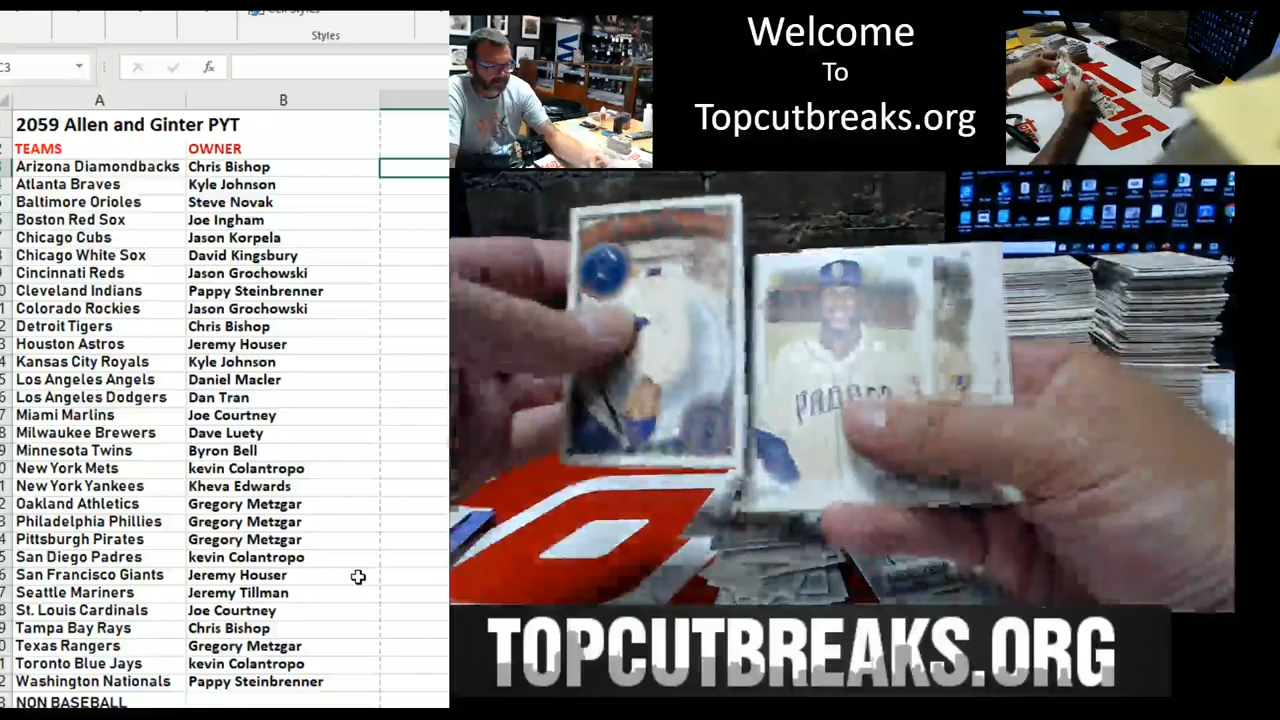 Styles
C3
fx
A B
2059 Allen and Ginter PYT
TEAMS OWNER
Arizona Diamondbacks Chris Bishop
Atlanta Braves Kyle Johnson
Baltimore Orioles Steve Novak
Boston Red Sox Joe Ingham
Chicago Cubs Jason Korpela
Chicago White Sox David Kingsbury
Cincinnati Reds Jason Grochowski
Cleveland Indians Pappy Steinbrenner
Colorado Rockies Jason Grochowski
Detroit Tigers Chris Bishop
Houston Astros Jeremy Houser
Kansas City Royals Kyle Johnson
Los Angeles Angels Daniel Macler
Los Angeles Dodgers Dan Tran
Miami Marlins Joe Courtney
Milwaukee Brewers Dave Luety
Minnesota Twins Byron Bell
New York Mets kevin Colantropo
New York Yankees Kheva Edwards
Oakland Athletics Gregory Metzgar
Philadelphia Phillies Gregory Metzgar
Pittsburgh Pirates Gregory Metzgar
San Diego Padres kevin Colantropo
San Francisco Giants Jeremy Houser
Seattle Mariners Jeremy Tillman
St. Louis Cardinals Joe Courtney
Tampa Bay Rays Chris Bishop
Texas Rangers Gregory Metzgar
Toronto Blue Jays kevin Colantropo
Washington Nationals Pappy Steinbrenner
NON BASEBALL
Welcome
To
Topcutbreaks.org
TOPCUTBREAKS.ORG